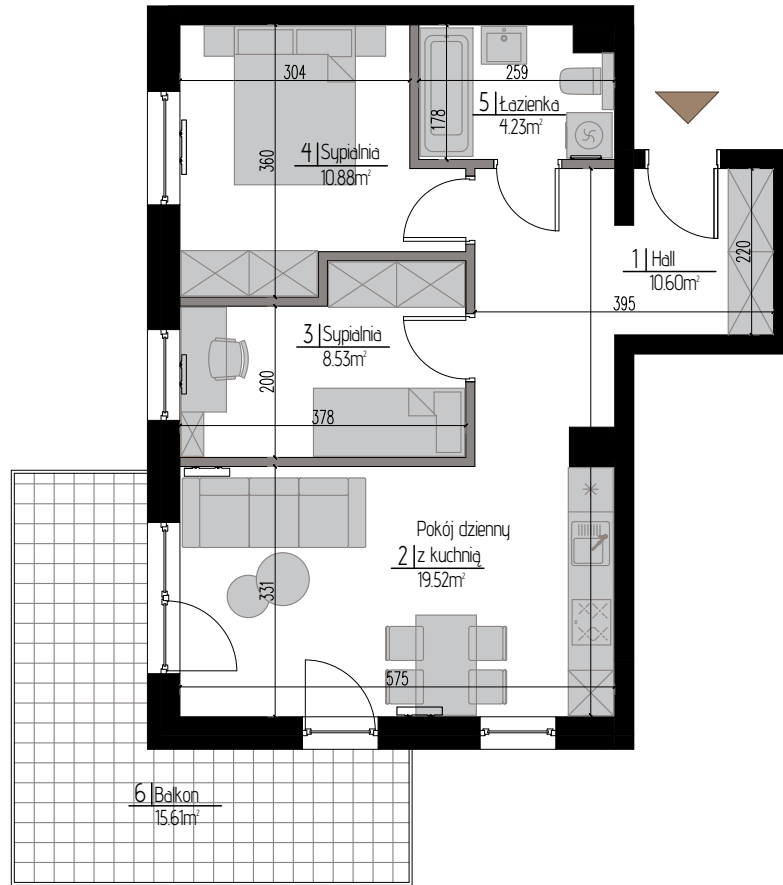 304
259
5 Łazienka
4.23m²
178
4 Sypialnia
10.88m²
360
1 Hall
10.60m²
220
395
3 Sypialnia
8.53m²
200
378
Pokój dzienny
2 z kuchnią
19.52m²
331
575
6 Balkon
15.61m²